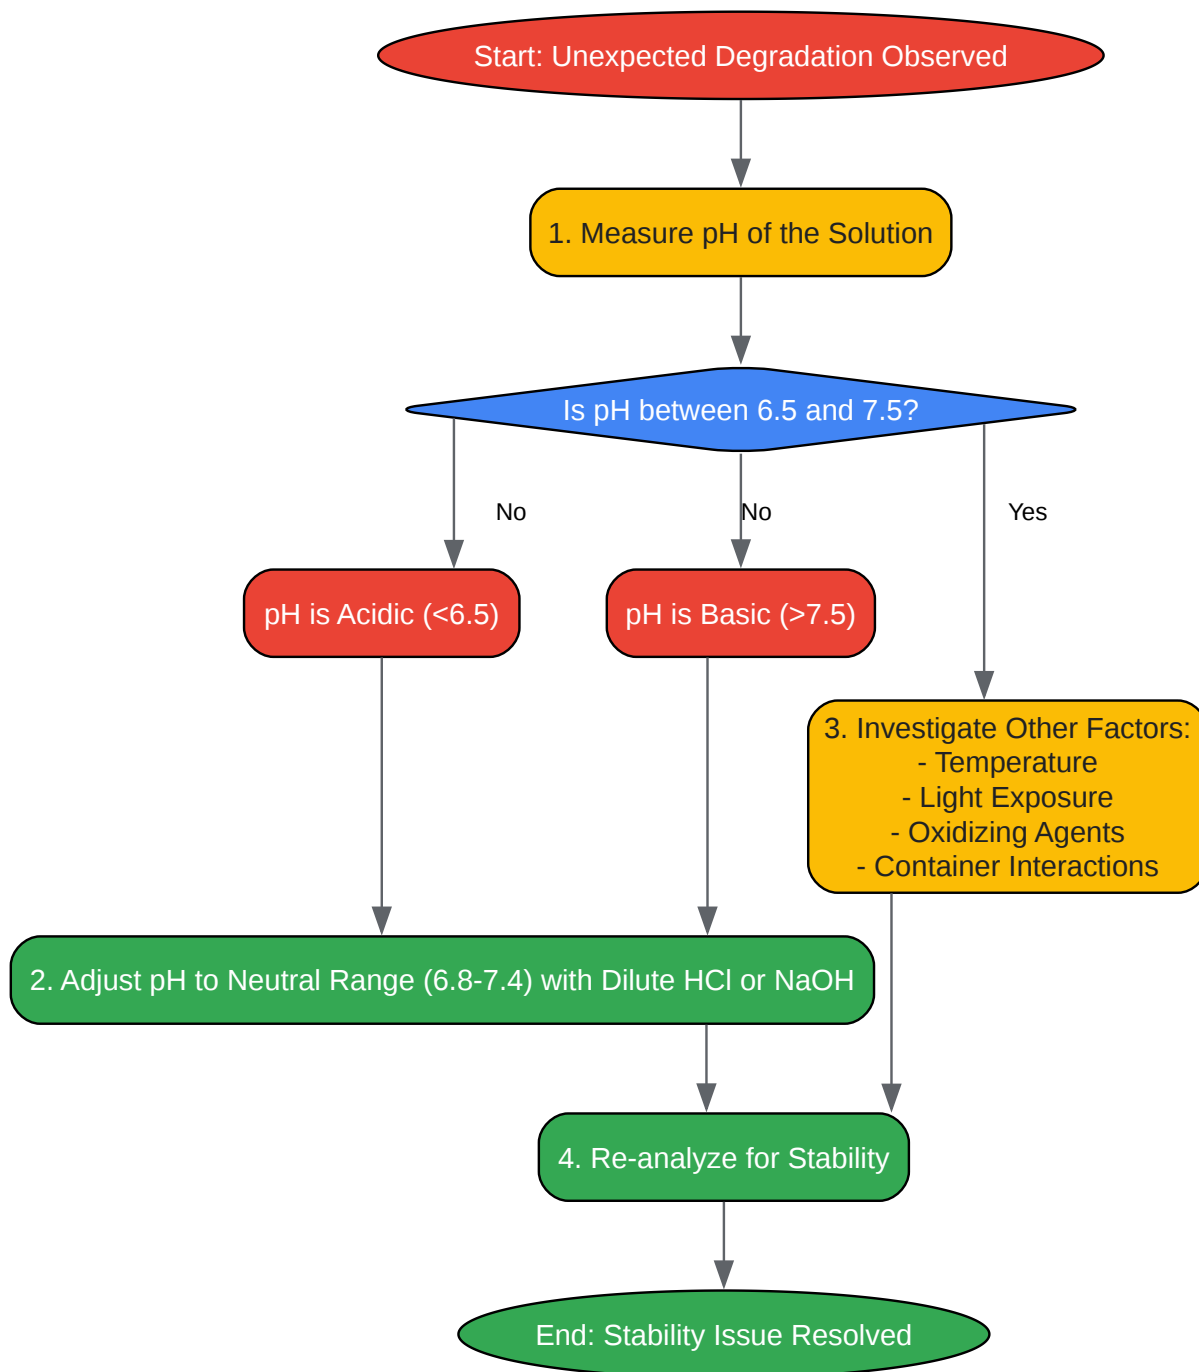 Start: Unexpected Degradation Observed
1. Measure pH of the Solution
Is pH between 6.5 and 7.5?
No
No
Yes
pH is Acidic (<6.5)
pH is Basic (>7.5)
3. Investigate Other Factors:
- Temperature
- Light Exposure
- Oxidizing Agents
- Container Interactions
2. Adjust pH to Neutral Range (6.8-7.4) with Dilute HCl or NaOH
4. Re-analyze for Stability
End: Stability Issue Resolved